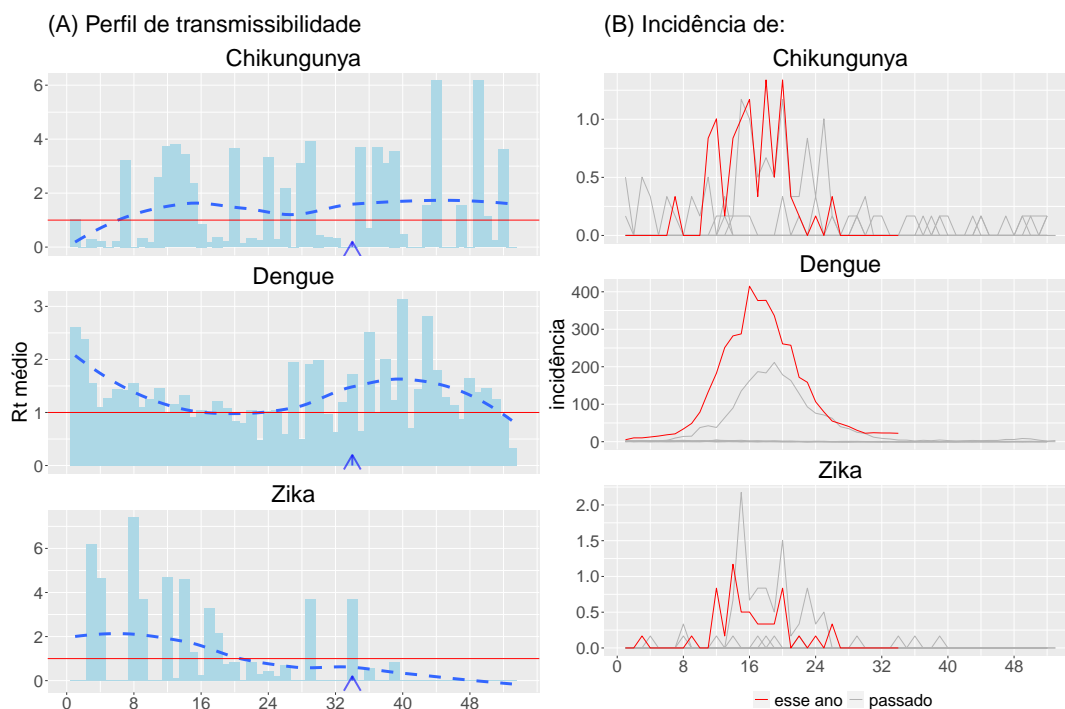 (A) Perfil de transmissibilidade
Chikungunya
6
4
2
0
Dengue
3
2
1
0
Rt médio
Zika
6
4
2
0
0 8 16 24 32 40 48
(B) Incidência de:
Chikungunya
1.0
0.5
0.0
Dengue
400
300
200
100
0
incidência
Zika
2.0
1.5
1.0
0.5
0.0
0 8 16 24 32 40 48
esse ano passado